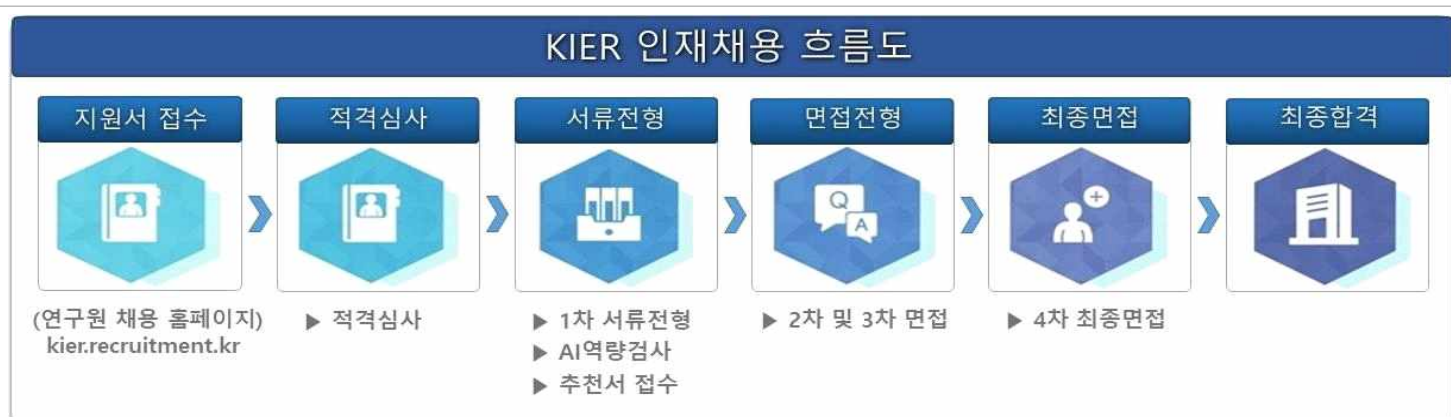 KIER 인재채용 흐름도
지원서 접수
적격심사
서류전형
면접전형
최종면접
최종합격
Q
A
(연구원 채용 홈페이지)
kier.recruitment.kr
▶ 적격심사
▶ 1차 서류전형
▶ AI역량검사
▶ 추천서 접수
▶ 2차 및 3차 면접
▶ 4차 최종면접